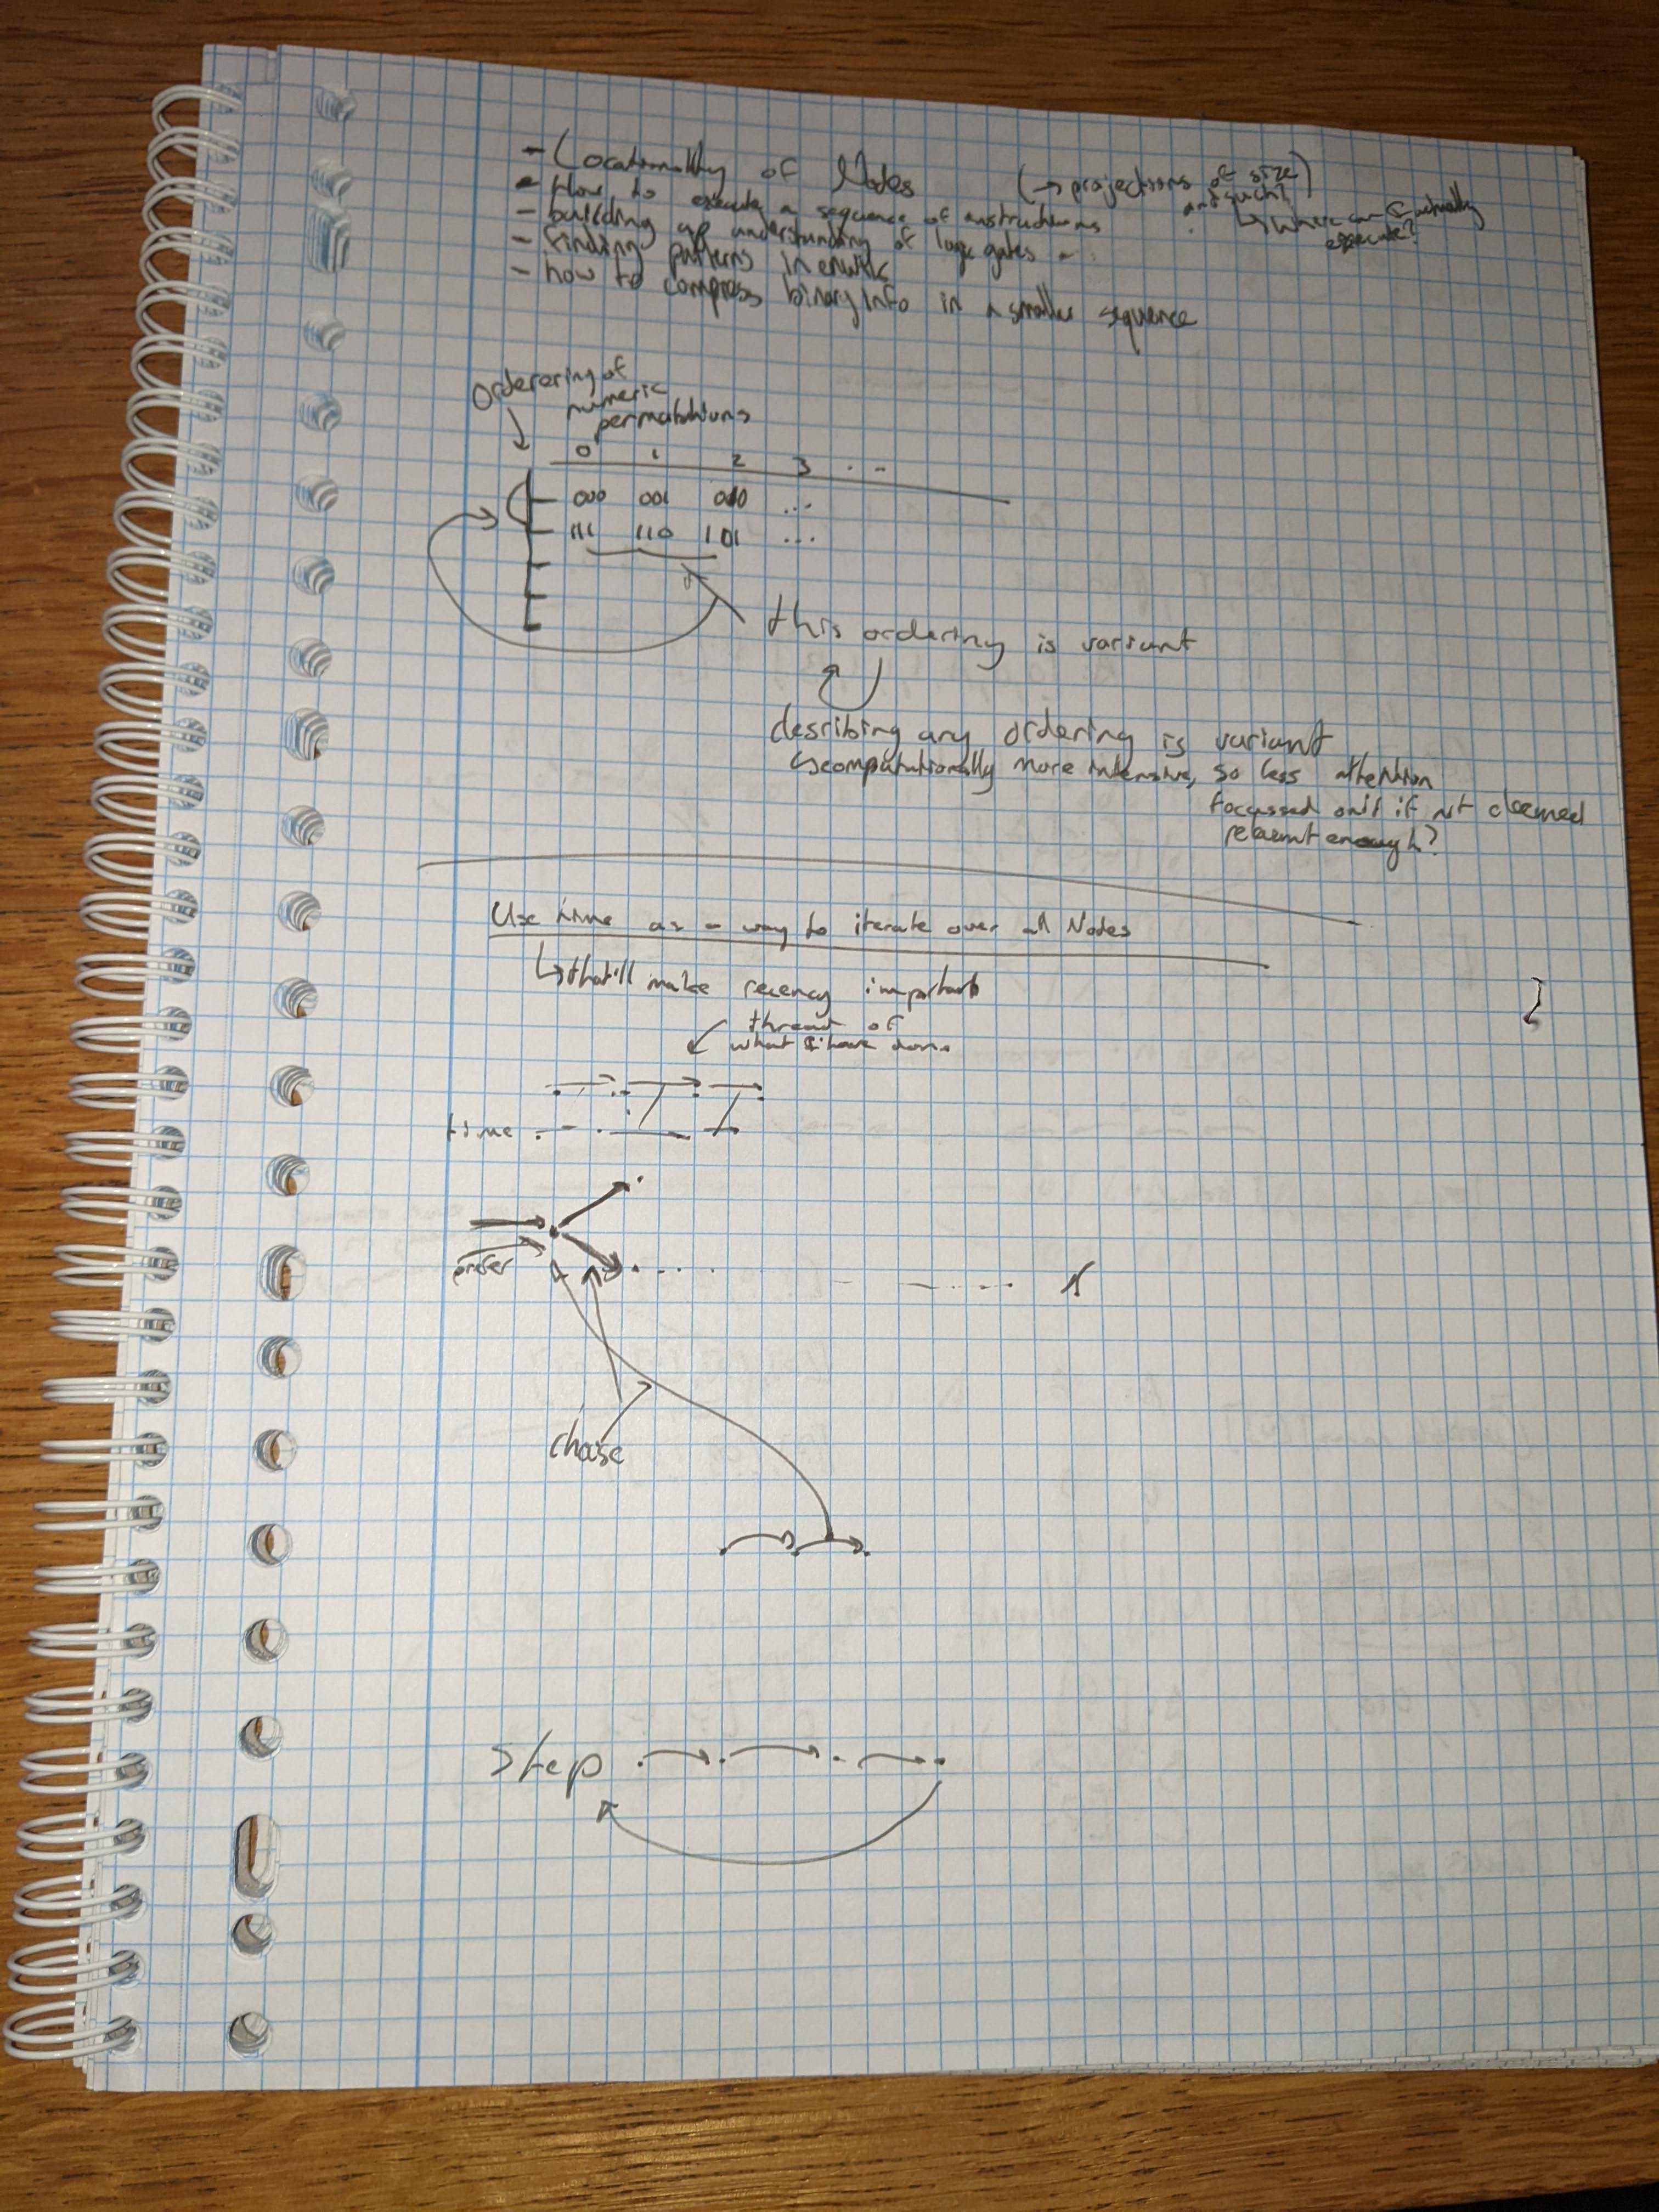 - Locationality of Nodes (→ projections of size)
and such?
- How to execute a sequence of instructions ↳ Where can I actually
execute?
- building up understanding of logic gates
- finding patterns in enwik
- how to compress binary info in a smaller sequence
Orderering of
numeric
permutations
0 1 2 3 ...
000 001 010 ...
111 110 101 ...
this ordering is variant
describing any ordering is variant
↳ computationally more intensive, so less attention
focussed on it if not deemed
relevant enough?
Use time as a way to iterate over all Nodes
↳ that'll make recency important
thread of
what I have done
time
prefer
choise
Step